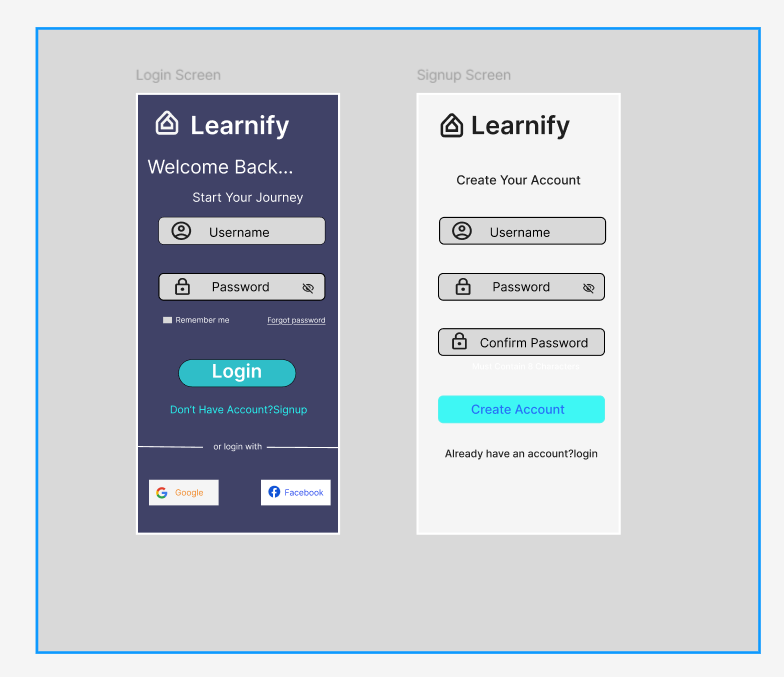 Login Screen
Learnify
Welcome Back...
Start Your Journey
Username
Password
Remember me
Forgot password
Login
Don't Have Account?Signup
or login with
Google
Facebook
Signup Screen
Learnify
Create Your Account
Username
Password
Confirm Password
Create Account
Already have an account?login